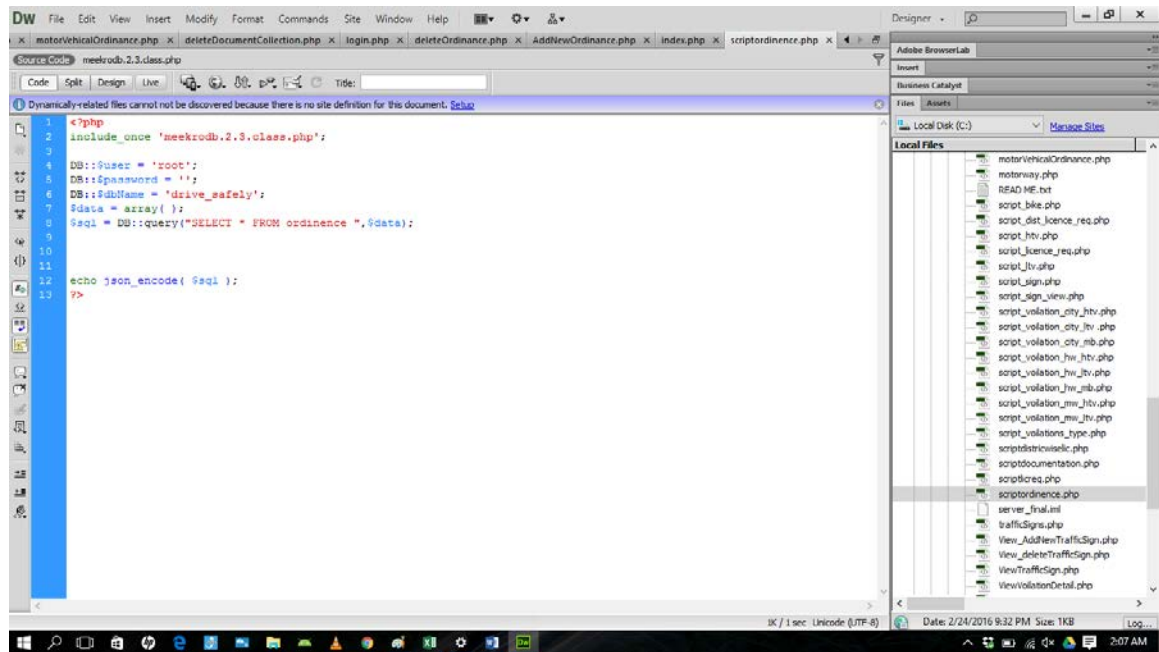 DW File Edit View Insert Modify Format Commands Site Window Help Designer
motorVehicalOrdinance.php × deleteDocumentCollection.php × login.php × deleteOrdinance.php × AddNewOrdinance.php × index.php × scriptordinence.php ×
Source Code meekrodb.2.3.class.php
Code Split Design Live Title:
Dynamically-related files cannot not be discovered because there is no site definition for this document. Setup
1 <?php
2 include_once 'meekrodb.2.3.class.php';
3
4 DB::$user = 'root';
5 DB::$password = '';
6 DB::$dbName = 'drive_safely';
7 $data = array( );
8 $sql = DB::query("SELECT * FROM ordinence ",$data);
9
10
11
12 echo json_encode( $sql );
13 ?>
1K / 1 sec Unicode (UTF-8)
Adobe BrowserLab
Insert
Business Catalyst
Files Assets
Local Disk (C:) Manage Sites
Local Files
motorVehicalOrdinance.php
motorway.php
READ ME.txt
script_bike.php
script_dist_licence_req.php
script_htv.php
script_licence_req.php
script_ltv.php
script_sign.php
script_sign_view.php
script_voilation_city_htv.php
script_voilation_city_ltv .php
script_voilation_city_mb.php
script_voilation_hw_htv.php
script_voilation_hw_ltv.php
script_voilation_hw_mb.php
script_voilation_mw_htv.php
script_voilation_mw_ltv.php
script_voilations_type.php
scriptdistricwiselic.php
scriptdocumentation.php
scriptlicreq.php
scriptordinence.php
server_final.iml
trafficSigns.php
View_AddNewTrafficSign.php
View_deleteTrafficSign.php
ViewTrafficSign.php
ViewVoilationDetail.php
Date: 2/24/2016 9:32 PM Size: 1KB Log...
2:07 AM